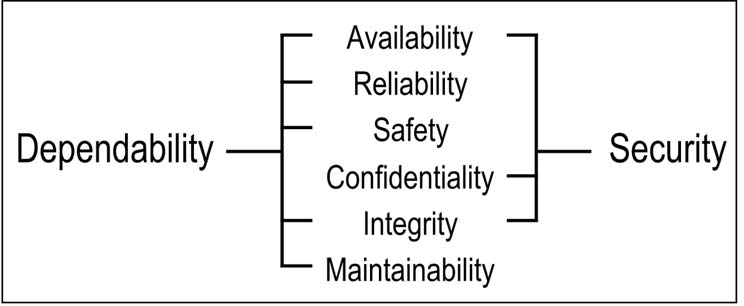 Availability
Reliability
Safety
Dependability
Security
Confidentiality
Integrity
Maintainability